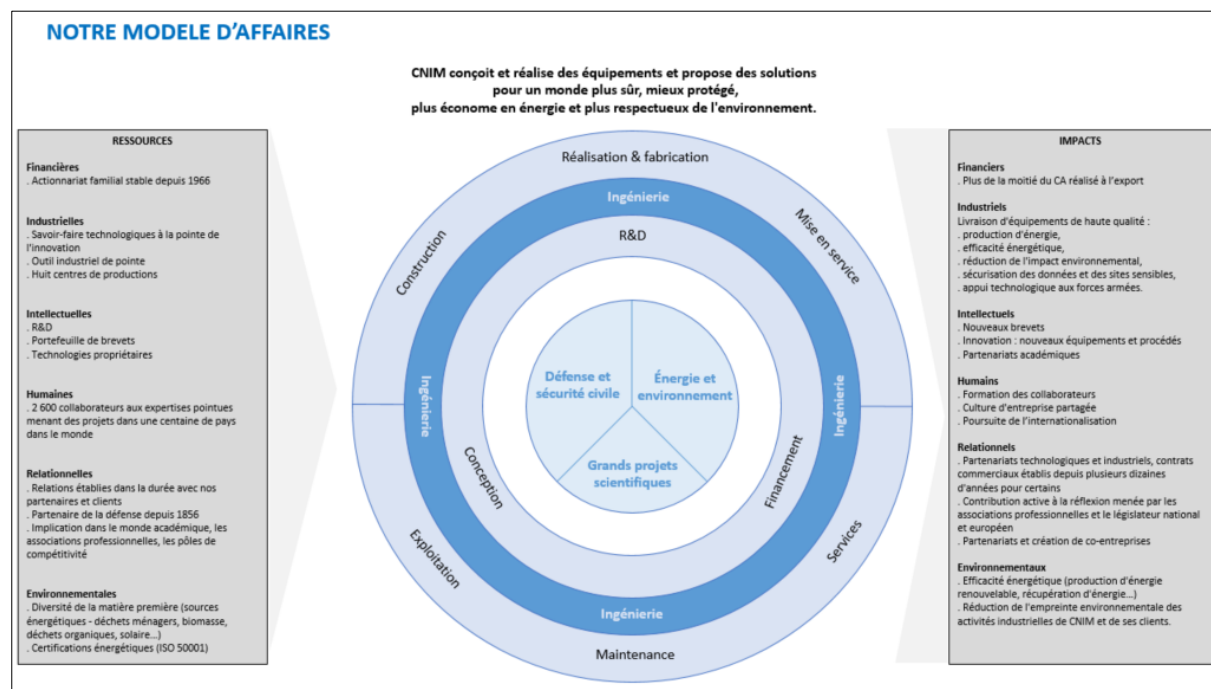 NOTRE MODELE D'AFFAIRES
CNIM conçoit et réalise des équipements et propose des solutions
pour un monde plus sûr, mieux protégé,
plus économe en énergie et plus respectueux de l'environnement.
RESSOURCES
Financières
. Actionnariat familial stable depuis 1966
Industrielles
. Savoir-faire technologiques à la pointe de
l'innovation
. Outil industriel de pointe
. Huit centres de productions
Intellectuelles
. R&D
. Portefeuille de brevets
. Technologies propriétaires
Humaines
. 2 600 collaborateurs aux expertises pointues
menant des projets dans une centaine de pays
dans le monde
Relationnelles
. Relations établies dans la durée avec nos
partenaires et clients
. Partenaire de la défense depuis 1856
. Implication dans le monde académique, les
associations professionnelles, les pôles de
compétitivité
Environnementales
. Diversité de la matière première (sources
énergétiques - déchets ménagers, biomasse,
déchets organiques, solaire...)
. Certifications énergétiques (ISO 50001)
Réalisation & fabrication
Ingénierie
R&D
Construction
Mise en service
Défense et
sécurité civile
Énergie et
environnement
Ingénierie
Ingénierie
Grands projets
scientifiques
Conception
Financement
Exploitation
Services
Ingénierie
Maintenance
IMPACTS
Financiers
. Plus de la moitié du CA réalisé à l'export
Industriels
Livraison d'équipements de haute qualité :
. production d'énergie,
. efficacité énergétique,
. réduction de l'impact environnemental,
. sécurisation des données et des sites sensibles,
. appui technologique aux forces armées.
Intellectuels
. Nouveaux brevets
. Innovation : nouveaux équipements et procédés
. Partenariats académiques
Humains
. Formation des collaborateurs
. Culture d'entreprise partagée
. Poursuite de l'internationalisation
Relationnels
. Partenariats technologiques et industriels, contrats
commerciaux établis depuis plusieurs dizaines
d'années pour certains
. Contribution active à la réflexion menée par les
associations professionnelles et le législateur national
et européen
. Partenariats et création de co-entreprises
Environnementaux
. Efficacité énergétique (production d'énergie
renouvelable, récupération d'énergie...)
. Réduction de l'empreinte environnementale des
activités industrielles de CNIM et de ses clients.